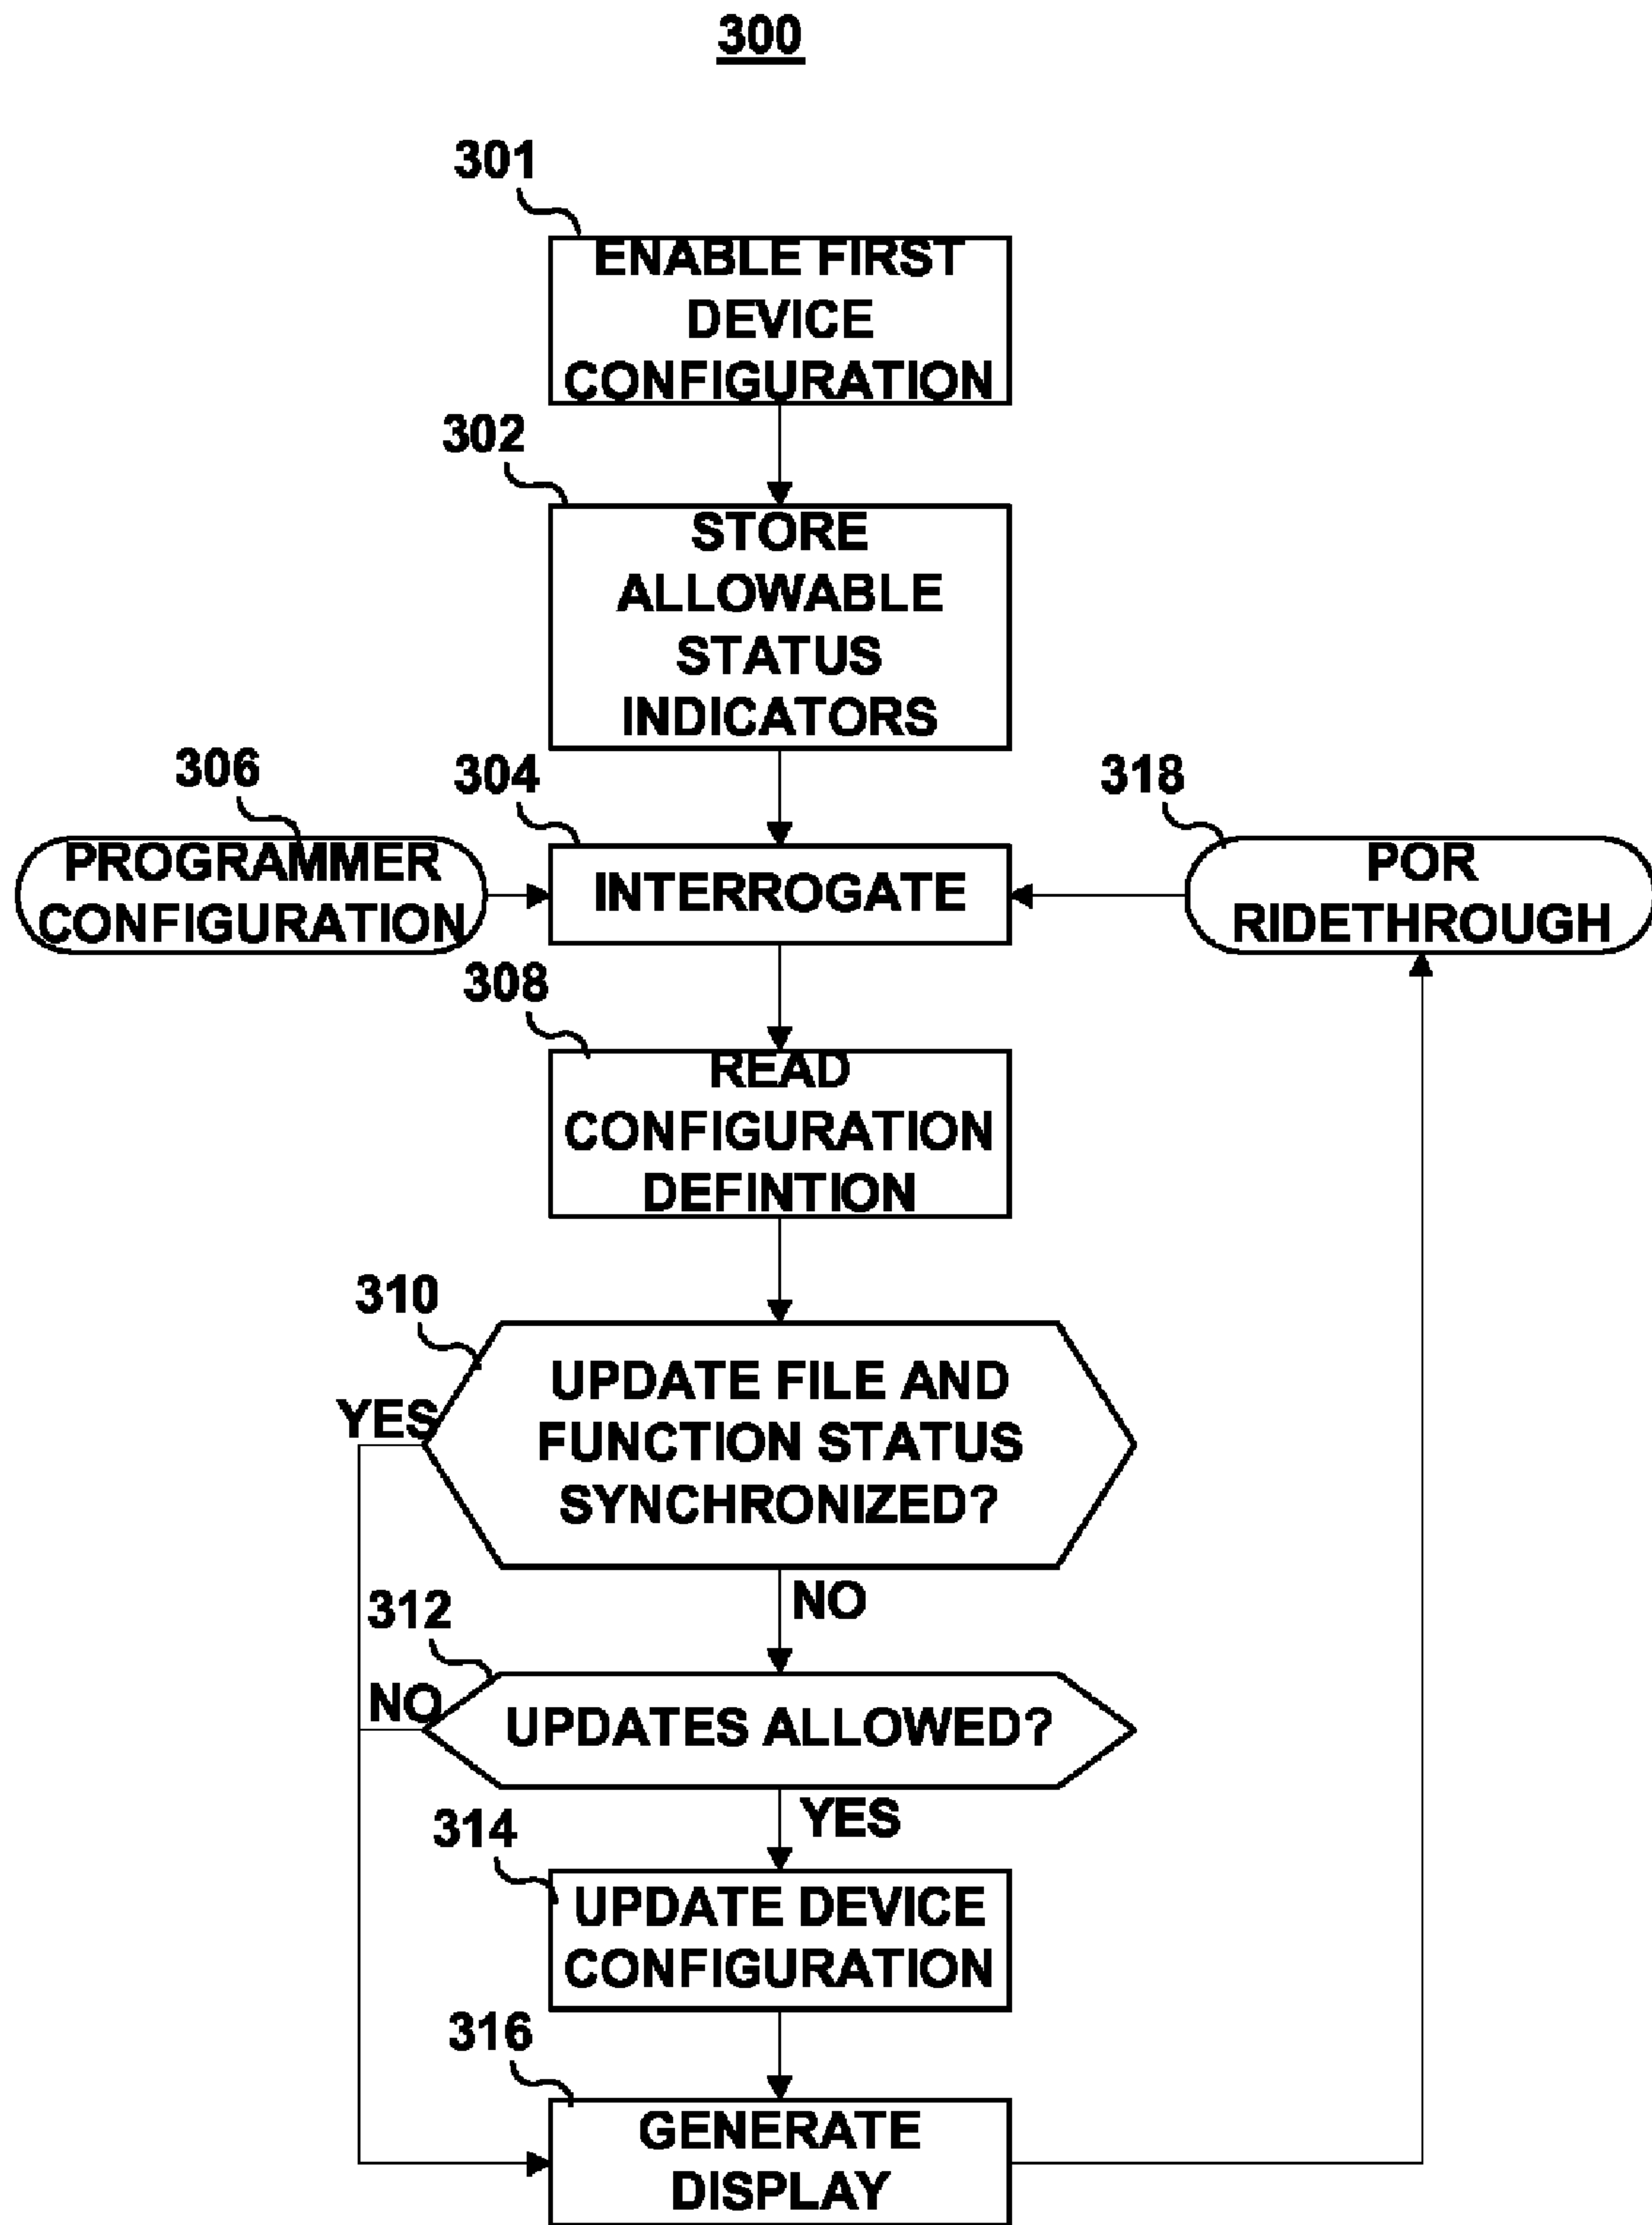 300
301
ENABLE FIRST
DEVICE
CONFIGURATION
302
STORE
ALLOWABLE
STATUS
INDICATORS
306
PROGRAMMER
CONFIGURATION
304
INTERROGATE
318
POR
RIDETHROUGH
308
READ
CONFIGURATION
DEFINTION
310
UPDATE FILE AND
FUNCTION STATUS
SYNCHRONIZED?
YES
NO
312
UPDATES ALLOWED?
NO
YES
314
UPDATE DEVICE
CONFIGURATION
316
GENERATE
DISPLAY